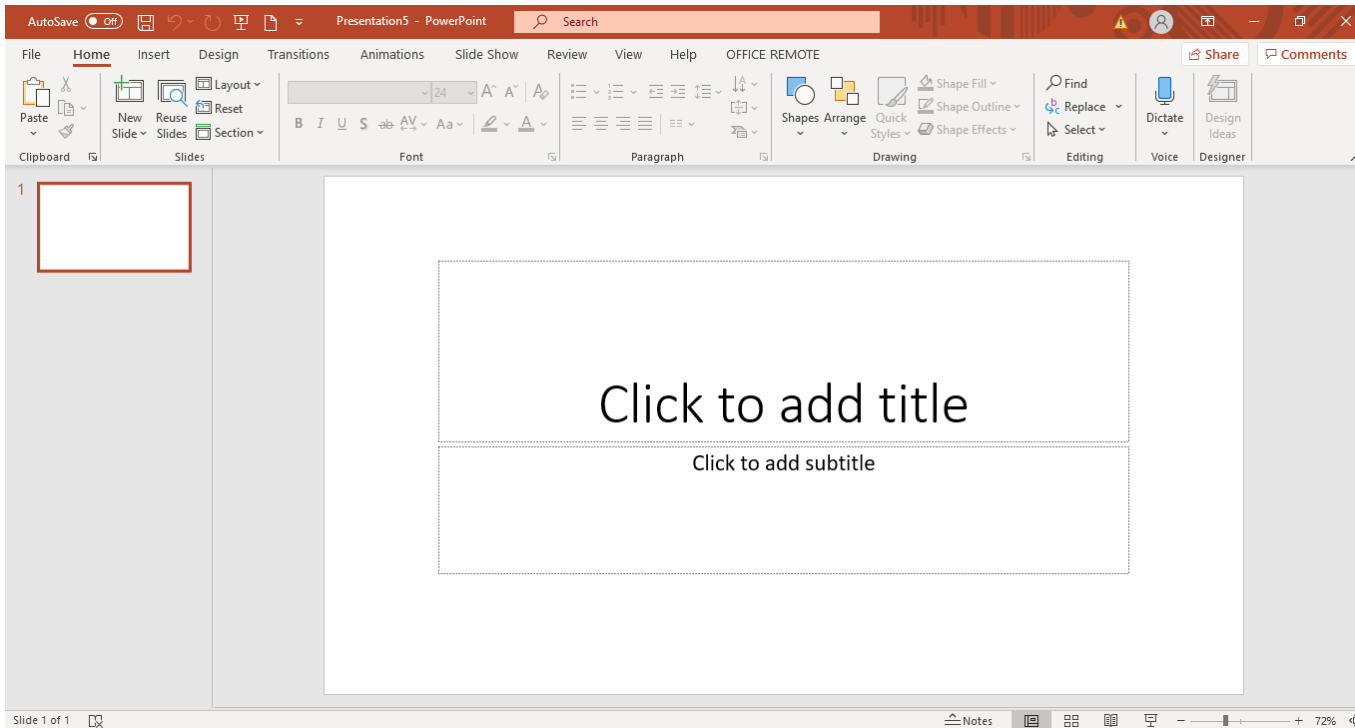 AutoSave Off Presentation5 - PowerPoint Search
File Home Insert Design Transitions Animations Slide Show Review View Help OFFICE REMOTE Share Comments
Paste
New Slide
Reuse Slides
Layout
Reset
Section
24
B I U S ab AV Aa A
Shapes Arrange
Quick Styles
Shape Fill
Shape Outline
Shape Effects
Find
Replace
Select
Dictate
Design Ideas
Clipboard Slides Font Paragraph Drawing Editing Voice Designer
1
Click to add title
Click to add subtitle
Slide 1 of 1 Notes 72%